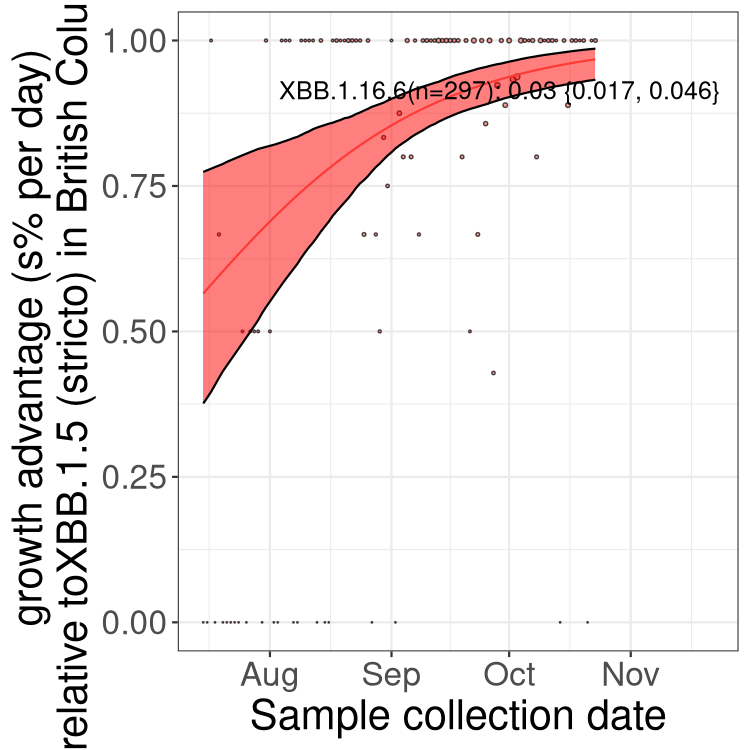 growth advantage (s% per day)
relative toXBB.1.5 (stricto) in British Colu
1.00
0.75
0.50
0.25
0.00
XBB.1.16.6(n=297): 0.03 {0.017, 0.046}
Aug Sep Oct Nov
Sample collection date